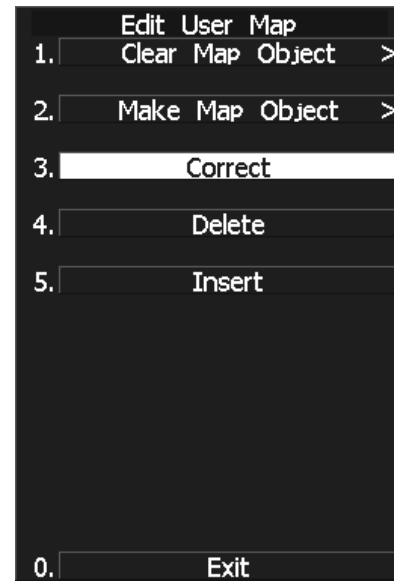 Edit User Map
1. Clear Map Object >
2. Make Map Object >
3. Correct
4. Delete
5. Insert
0. Exit